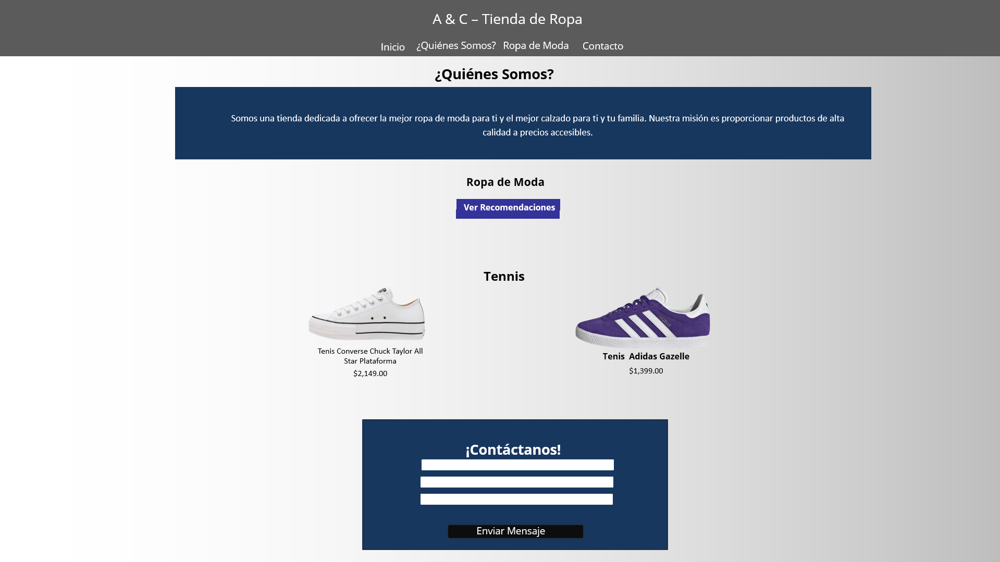 A & C – Tienda de Ropa
Inicio ¿Quiénes Somos? Ropa de Moda Contacto
¿Quiénes Somos?
Somos una tienda dedicada a ofrecer la mejor ropa de moda para ti y el mejor calzado para ti y tu familia. Nuestra misión es proporcionar productos de alta
calidad a precios accesibles.
Ropa de Moda
Ver Recomendaciones
Tennis
Tenis Converse Chuck Taylor All
Star Plataforma
$2,149.00
Tenis  Adidas Gazelle
$1,399.00
¡Contáctanos!
Enviar Mensaje